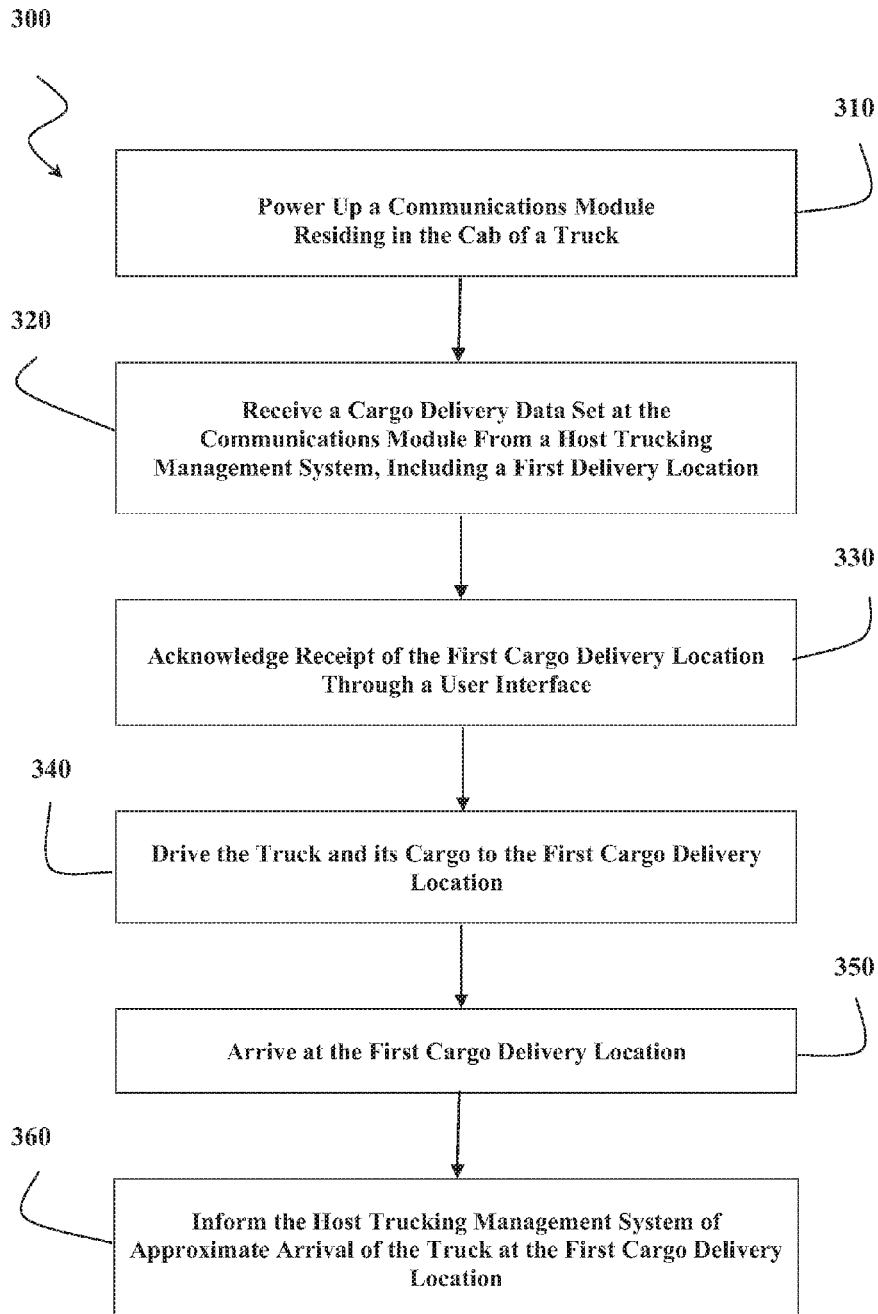 300
310
Power Up a Communications Module
Residing in the Cab of a Truck
320
Receive a Cargo Delivery Data Set at the
Communications Module From a Host Trucking
Management System, Including a First Delivery Location
330
Acknowledge Receipt of the First Cargo Delivery Location
Through a User Interface
340
Drive the Truck and its Cargo to the First Cargo Delivery
Location
350
Arrive at the First Cargo Delivery Location
360
Inform the Host Trucking Management System of
Approximate Arrival of the Truck at the First Cargo Delivery
Location